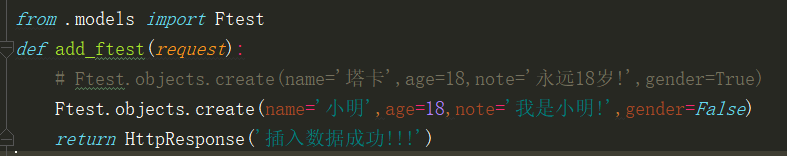 from .models import Ftest
def add_ftest(request):
    # Ftest.objects.create(name='塔卡',age=18,note='永远18岁!',gender=True)
    Ftest.objects.create(name='小明',age=18,note='我是小明!',gender=False)
    return HttpResponse('插入数据成功!!!')